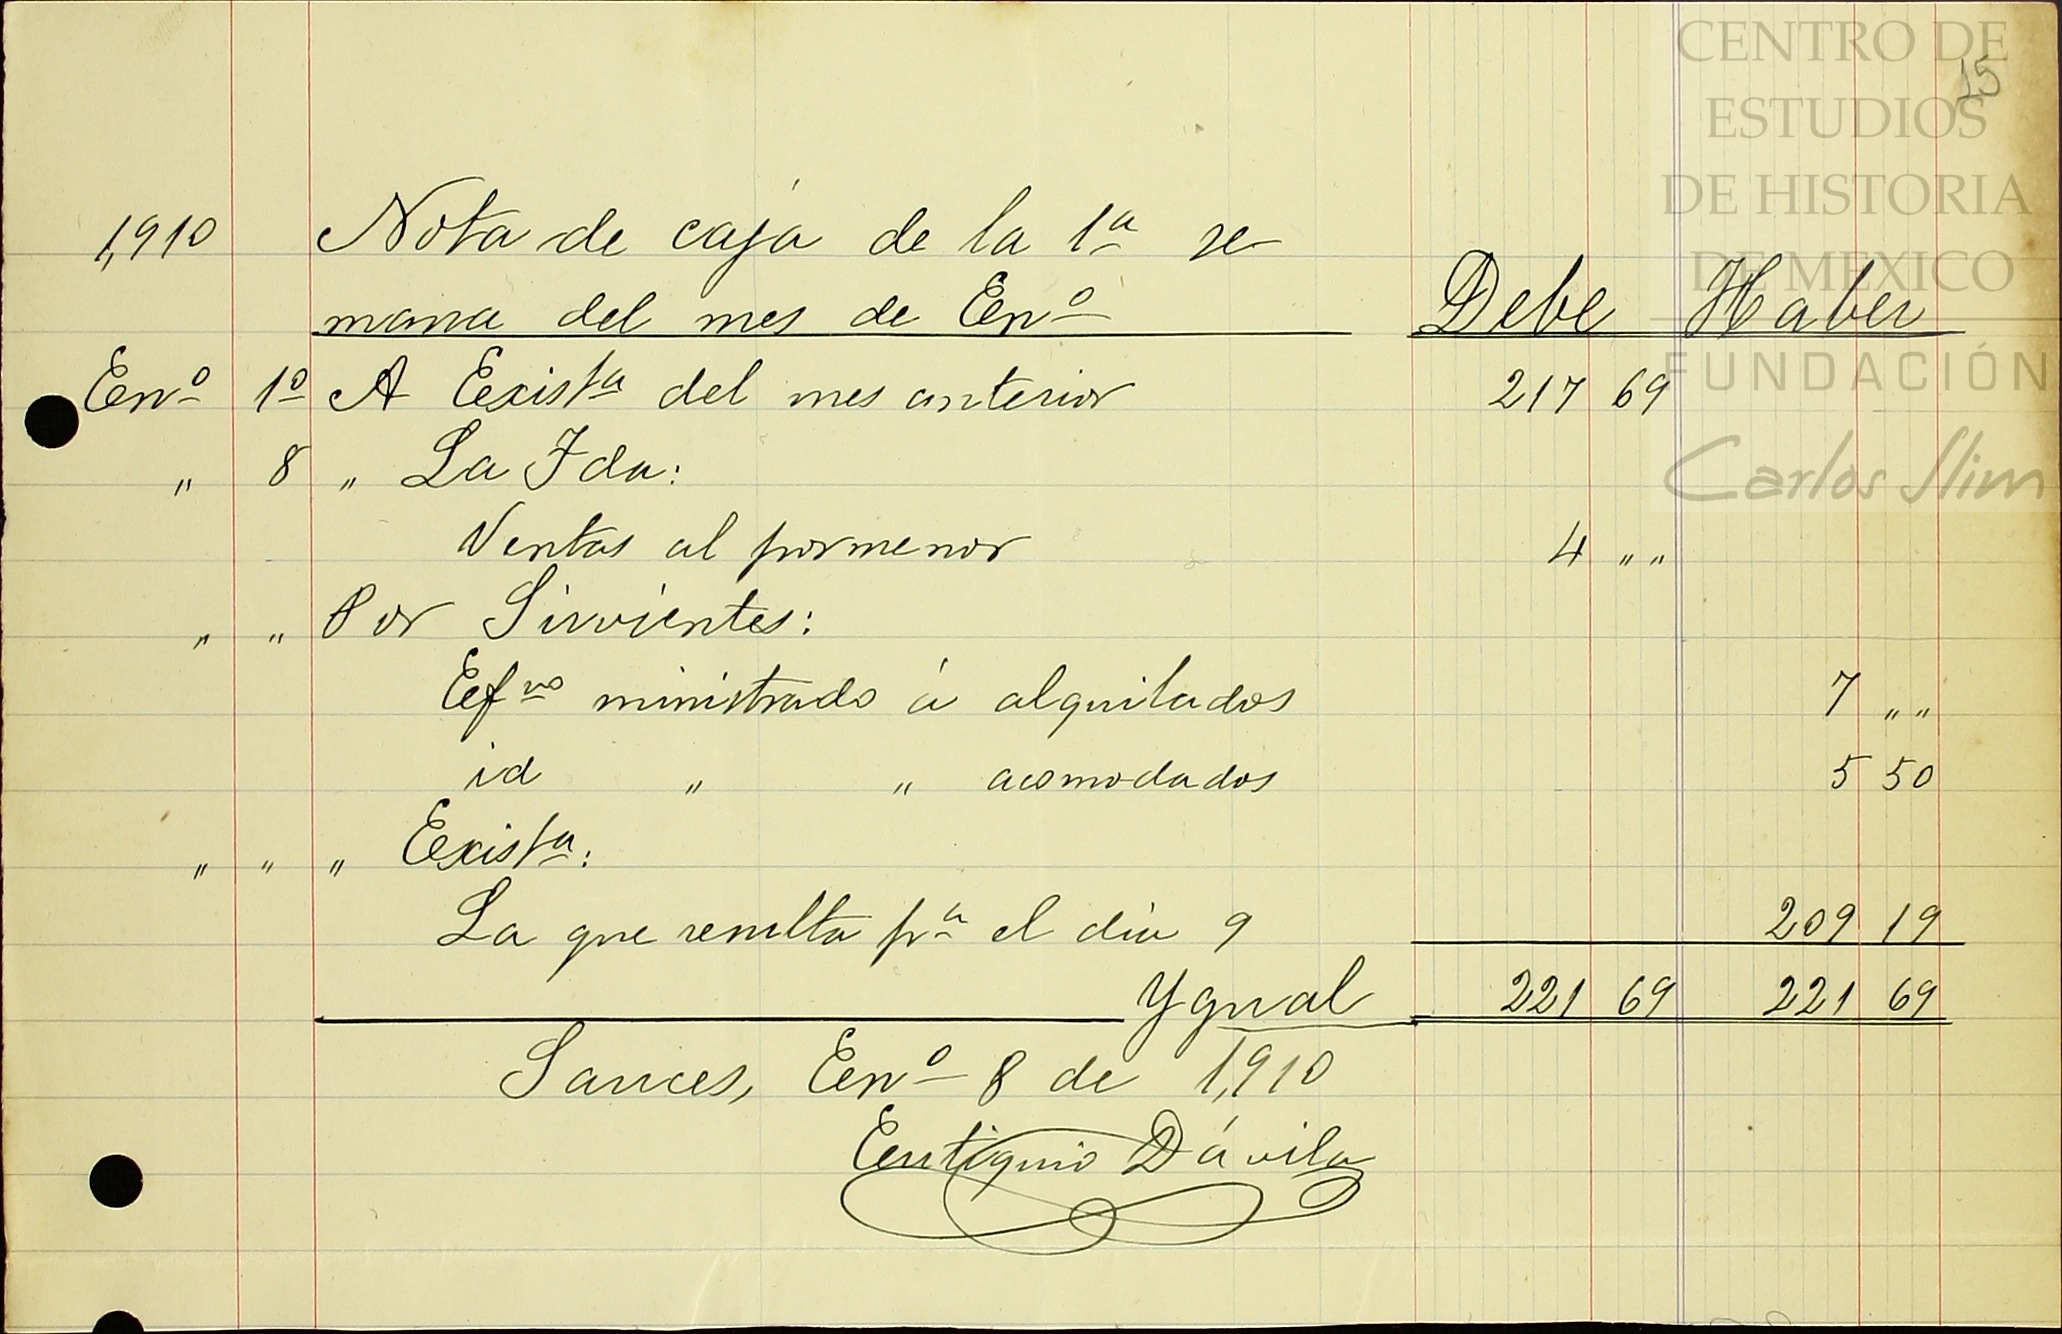 CENTRO DE
ESTUDIOS
DE HISTORIA
DE MEXICO
FUNDACIÓN
Carlos Slim
15
1,910 Nota de caja de la 1ª se-
mana del mes de Enº Debe Haber
Enº 1º A Existª del mes anterior 217 69
" 8 " La Fda:
Ventas al pormenor 4 " "
" " Por Sirvientes:
Efvo ministrado á alquilados 7 " "
id " " acomodados 5 50
" " " Existª:
La que resulta pª el dia 9 209 19
Ygual 221 69 221 69
Sauces, Enº 8 de 1,910
Eutiquio Dávila